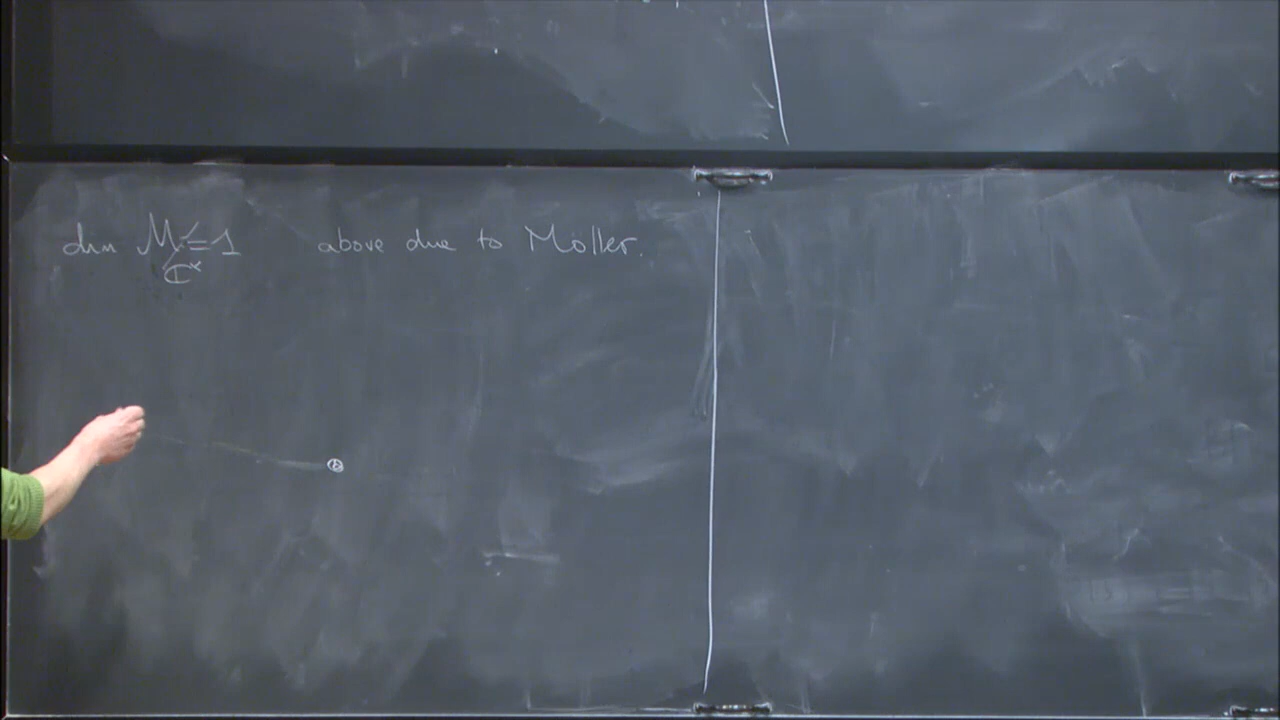 dim M/ℂ* = 1 above due to Möller.